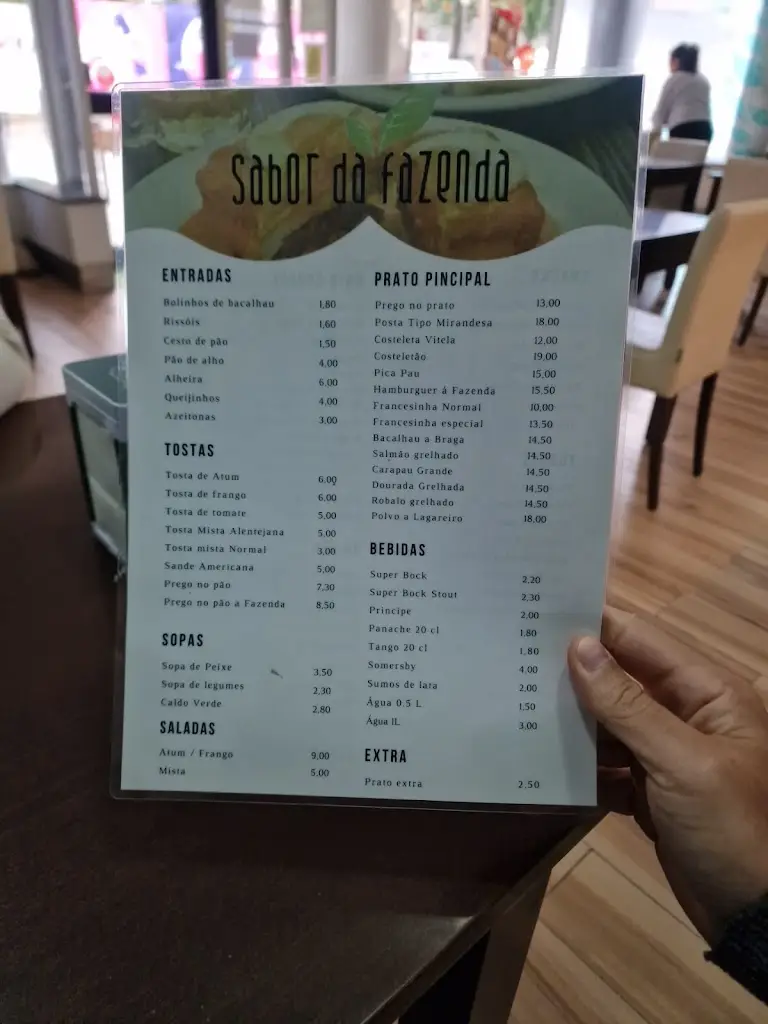 Sabor da Fazenda
ENTRADAS
Bolinhos de bacalhau 1,80
Rissóis 1,60
Cesto de pão 1,50
Pão de alho 4,00
Alheira 6,00
Queijinhos 4,00
Azeitonas 3,00
TOSTAS
Tosta de Atum 6,00
Tosta de frango 6,00
Tosta de tomate 5,00
Tosta Mista Alentejana 5,00
Tosta mista Normal 3,00
Sande Americana 5,00
Prego no pão 7,30
Prego no pão a Fazenda 8,50
SOPAS
Sopa de Peixe 3,50
Sopa de legumes 2,30
Caldo Verde 2,80
SALADAS
Atum / Frango 9,00
Mista 5,00
PRATO PINCIPAL
Prego no prato 13,00
Posta Tipo Mirandesa 18,00
Costeleta Vitela 12,00
Costeletão 19,00
Pica Pau 15,00
Hamburguer á Fazenda 15,50
Francesinha Normal 10,00
Francesinha especial 13,50
Bacalhau a Braga 14,50
Salmão grelhado 14,50
Carapau Grande 14,50
Dourada Grelhada 14,50
Robalo grelhado 14,50
Polvo a Lagareiro 18,00
BEBIDAS
Super Bock 2,20
Super Bock Stout 2,30
Principe 2,00
Panache 20 cl 1,80
Tango 20 cl 1,80
Somersby 4,00
Sumos de lata 2,00
Água 0.5 L 1,50
Água 1L 3,00
EXTRA
Prato extra 2,50